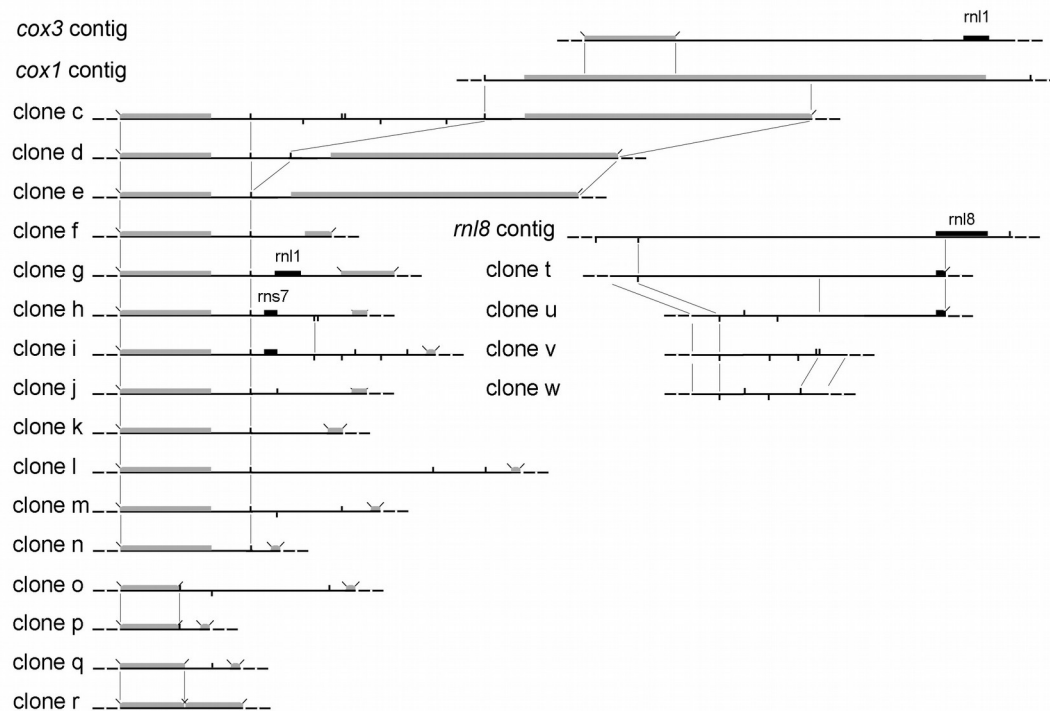 rnl1
cox3 contig
cox1 contig
clone c
clone d
clone e
clone f
rnl8 contig
rnl8
clone g
rnl1
clone t
clone h
rns7
clone u
clone i
clone v
clone j
clone w
clone k
clone l
clone m
clone n
clone o
clone p
clone q
clone r